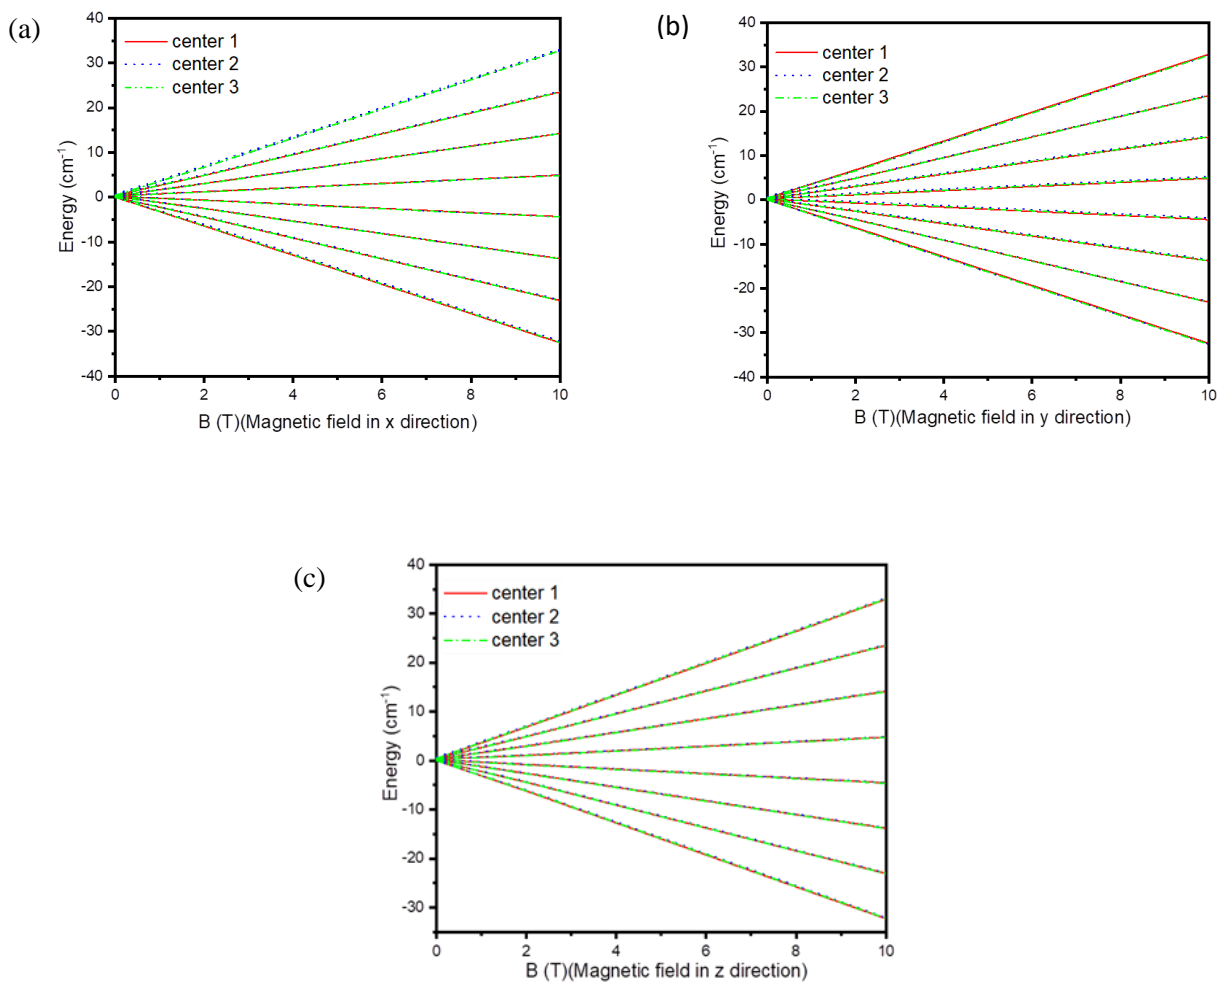 (a)
40
30
20
10
0
-10
-20
-30
-40
Energy (cm⁻¹)
center 1
center 2
center 3
0 2 4 6 8 10
B (T)(Magnetic field in x direction)
(b)
40
30
20
10
0
-10
-20
-30
-40
Energy (cm⁻¹)
center 1
center 2
center 3
0 2 4 6 8 10
B (T)(Magnetic field in y direction)
(c)
40
30
20
10
0
-10
-20
-30
Energy (cm⁻¹)
center 1
center 2
center 3
0 2 4 6 8 10
B (T)(Magnetic field in z direction)